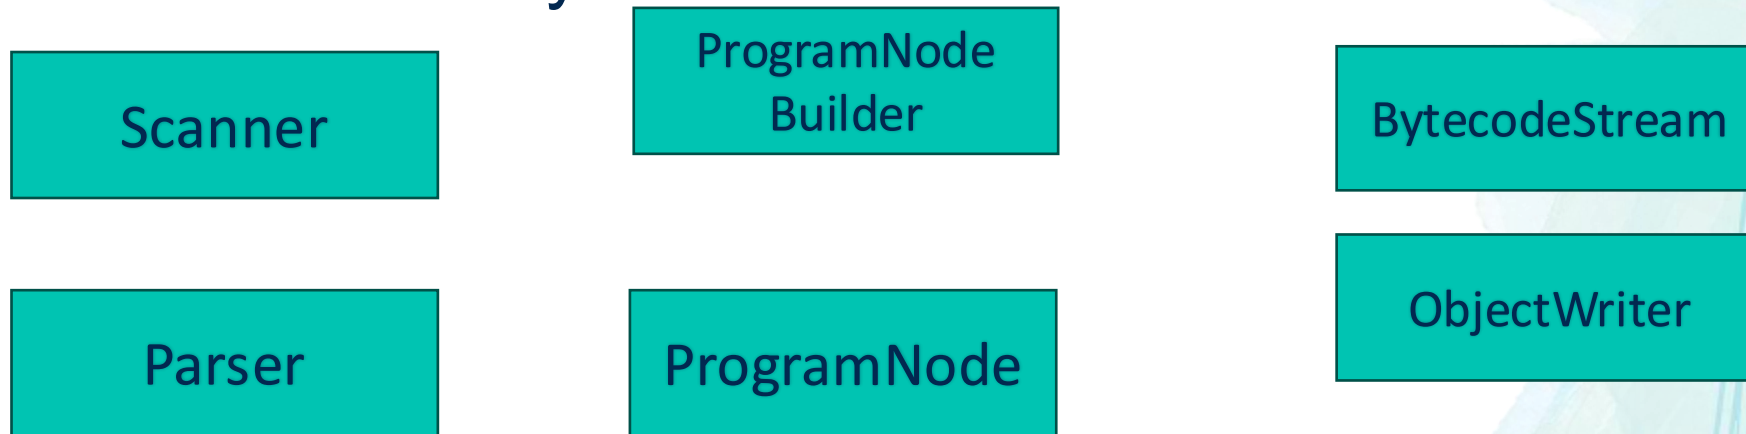 Scanner
ProgramNode
Builder
BytecodeStream
ObjectWriter
Parser
ProgramNode